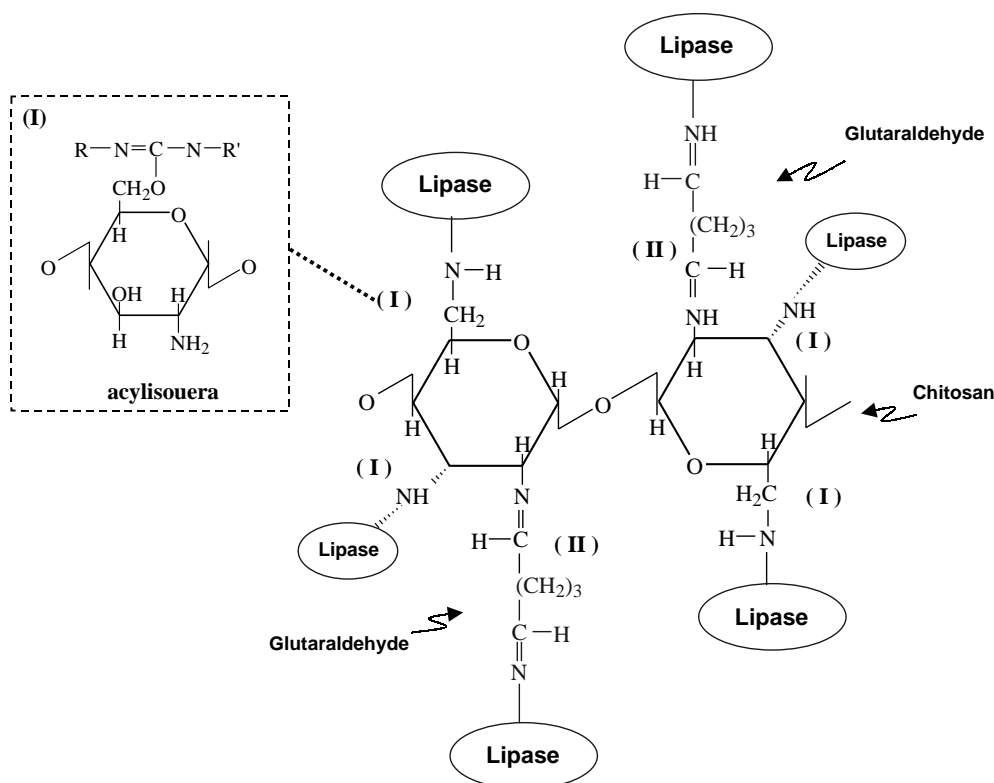 (I)
R—N=C—N—R'
CH2O
O
H
O
O
OH
H
H
NH2
acylisouera
Lipase
N—H
CH2
( I )
O
H
O
H
( I )
NH
H
Lipase
N
H—C
( II )
(CH2)3
Glutaraldehyde
C—H
N
Lipase
Lipase
NH
H—C
Glutaraldehyde
(CH2)3
( II )
C—H
NH
Lipase
NH
( I )
H
O
H
H
O
Chitosan
H2C
( I )
H—N
Lipase